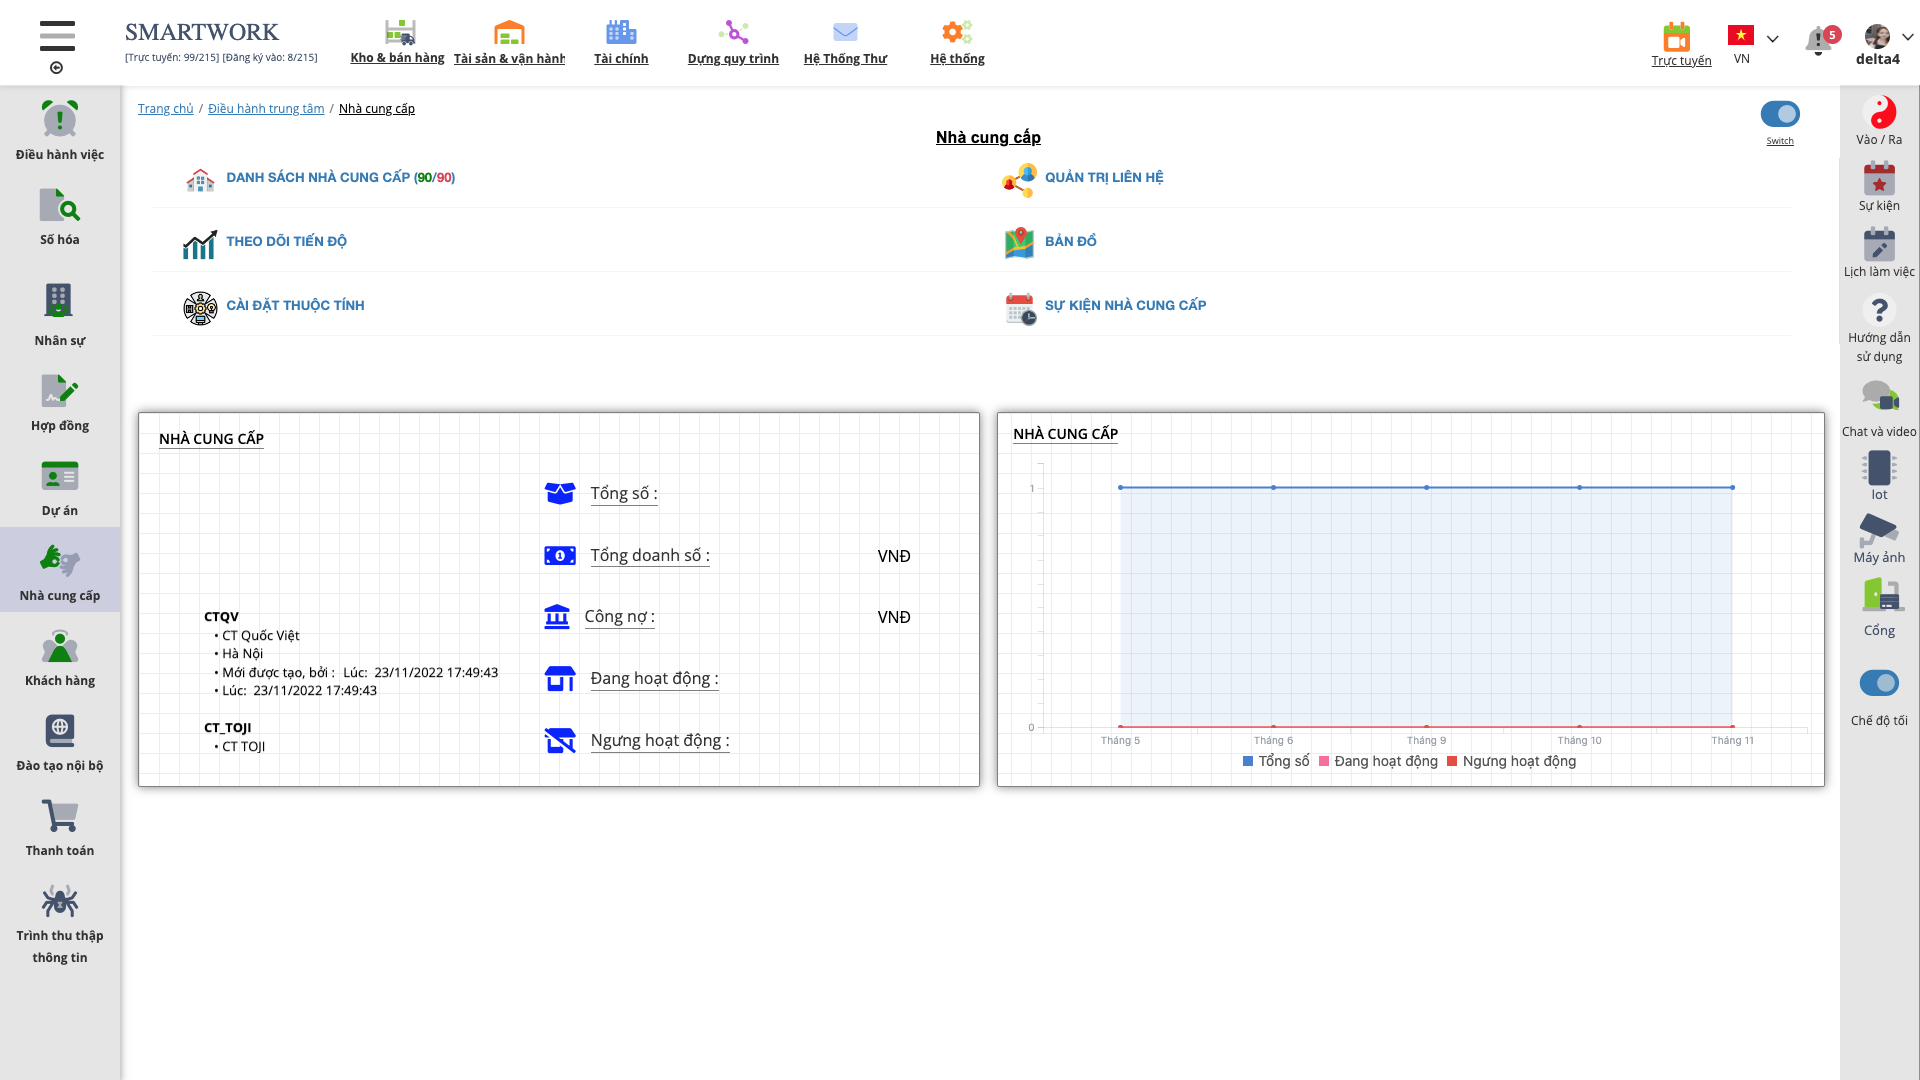 SMARTWORK
[Trực tuyến: 99/215] [Đăng ký vào: 8/215]
Kho & bán hàng
Tài sản & vận hành
Tài chính
Dựng quy trình
Hệ Thống Thư
Hệ thống
Trực tuyến
VN
5
delta4
Điều hành việc
Số hóa
Nhân sự
Hợp đồng
Dự án
Nhà cung cấp
Khách hàng
Đào tạo nội bộ
Thanh toán
Trình thu thập
thông tin
Trang chủ / Điều hành trung tâm / Nhà cung cấp
Switch
Nhà cung cấp
DANH SÁCH NHÀ CUNG CẤP (90/90)
QUẢN TRỊ LIÊN HỆ
THEO DÕI TIẾN ĐỘ
BẢN ĐỒ
CÀI ĐẶT THUỘC TÍNH
SỰ KIỆN NHÀ CUNG CẤP
NHÀ CUNG CẤP
CTQV
• CT Quốc Việt
• Hà Nội
• Mới được tạo, bởi : Lúc: 23/11/2022 17:49:43
• Lúc: 23/11/2022 17:49:43
CT_TOJI
• CT TOJI
Tổng số :
Tổng doanh số : VNĐ
Công nợ : VNĐ
Đang hoạt động :
Ngưng hoạt động :
NHÀ CUNG CẤP
1
0
Tháng 5 Tháng 6 Tháng 9 Tháng 10 Tháng 11
Tổng số Đang hoạt động Ngưng hoạt động
Vào / Ra
Sự kiện
Lịch làm việc
Hướng dẫn
sử dụng
Chat và video
Iot
Máy ảnh
Cổng
Chế độ tối